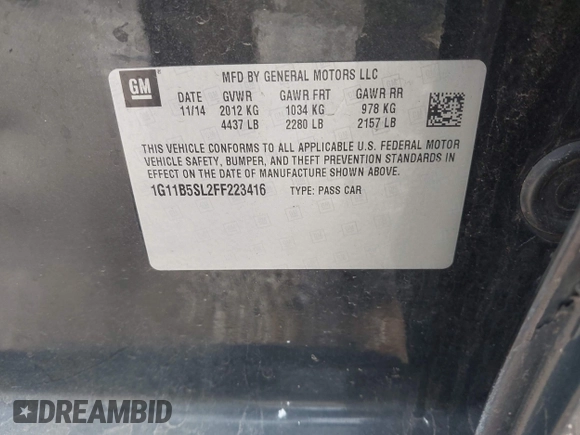 GM ®
MFD BY GENERAL MOTORS LLC
DATE GVWR GAWR FRT GAWR RR
11/14 2012 KG 1034 KG 978 KG
4437 LB 2280 LB 2157 LB
THIS VEHICLE CONFORMS TO ALL APPLICABLE U.S. FEDERAL MOTOR
VEHICLE SAFETY, BUMPER, AND THEFT PREVENTION STANDARDS IN
EFFECT ON THE DATE OF MANUFACTURE SHOWN ABOVE.
1G11B5SL2FF223416 TYPE: PASS CAR
DREAMBID